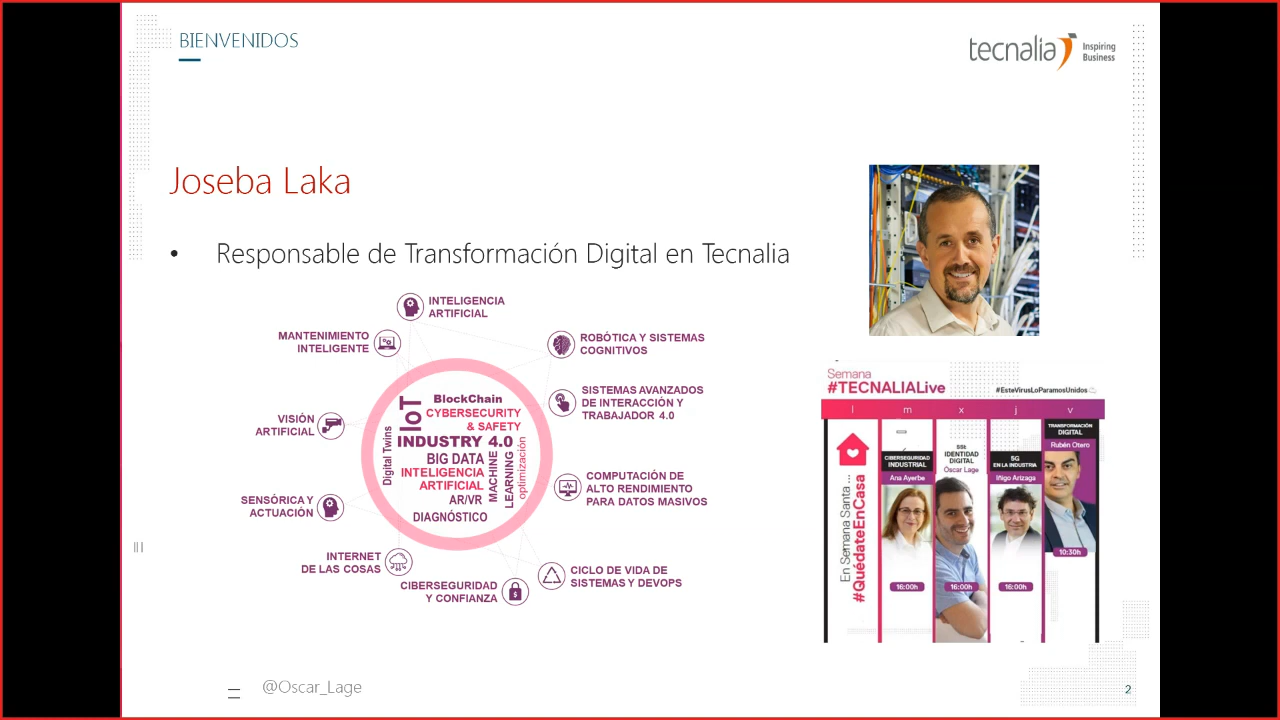 BIENVENIDOS
tecnalia Inspiring
Business
Joseba Laka
• Responsable de Transformación Digital en Tecnalia
INTELIGENCIA
ARTIFICIAL
MANTENIMIENTO
INTELIGENTE
ROBÓTICA Y SISTEMAS
COGNITIVOS
SISTEMAS AVANZADOS
DE INTERACCIÓN Y
TRABAJADOR 4.0
VISIÓN
ARTIFICIAL
COMPUTACIÓN DE
ALTO RENDIMIENTO
PARA DATOS MASIVOS
SENSÓRICA Y
ACTUACIÓN
INTERNET
DE LAS COSAS
CICLO DE VIDA DE
SISTEMAS Y DEVOPS
CIBERSEGURIDAD
Y CONFIANZA
IoT
BlockChain
CYBERSECURITY
& SAFETY
INDUSTRY 4.0
Digital Twins
BIG DATA
INTELIGENCIA
ARTIFICIAL
MACHINE
LEARNING
optimización
AR/VR
DIAGNÓSTICO
Semana
#TECNALIALive
#EsteVirusLoParamosUnidos
l m x j v
En Semana Santa ...
#QuédateEnCasa
CIBERSEGURIDAD
INDUSTRIAL
Ana Ayerbe
16:00h
SSI:
IDENTIDAD
DIGITAL
Oscar Lage
16:00h
5G
EN LA INDUSTRIA
Iñigo Arizaga
16:00h
TRANSFORMACIÓN
DIGITAL
Rubén Otero
10:30h
@Oscar_Lage
2